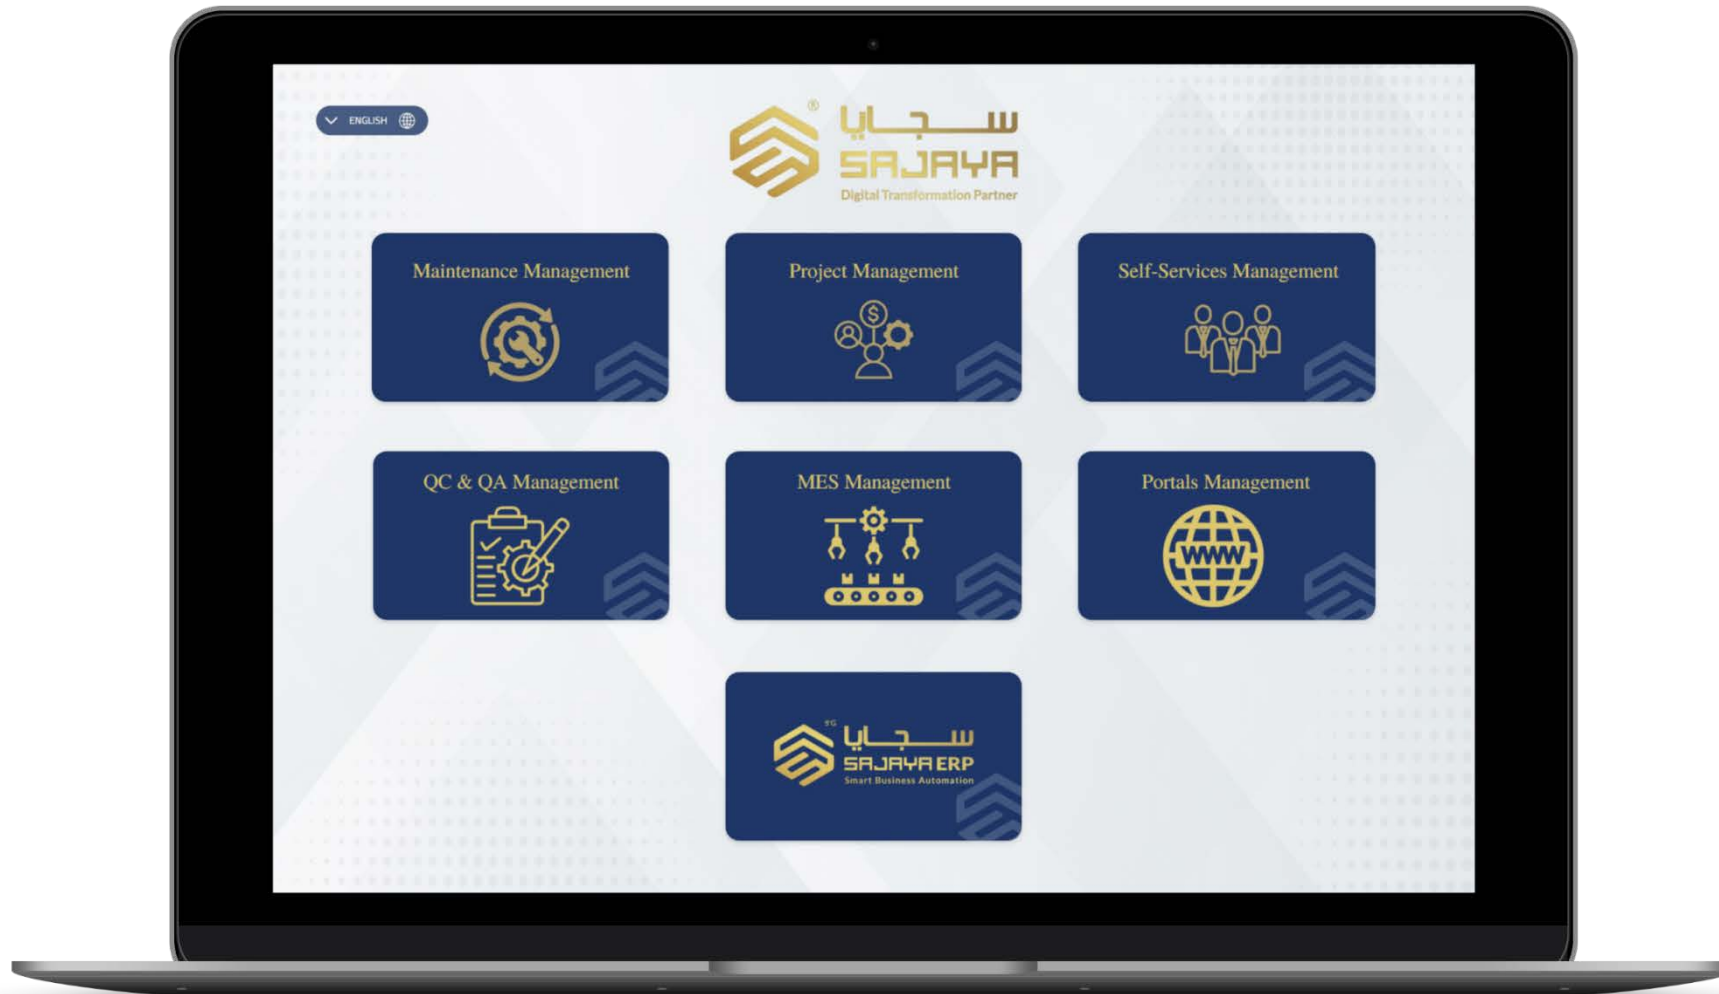 ENGLISH
®
سجايا
SAJAYA
Digital Transformation Partner
Maintenance Management
Project Management
Self-Services Management
QC & QA Management
MES Management
Portals Management
WWW
سجايا
SAJAYA ERP
Smart Business Automation